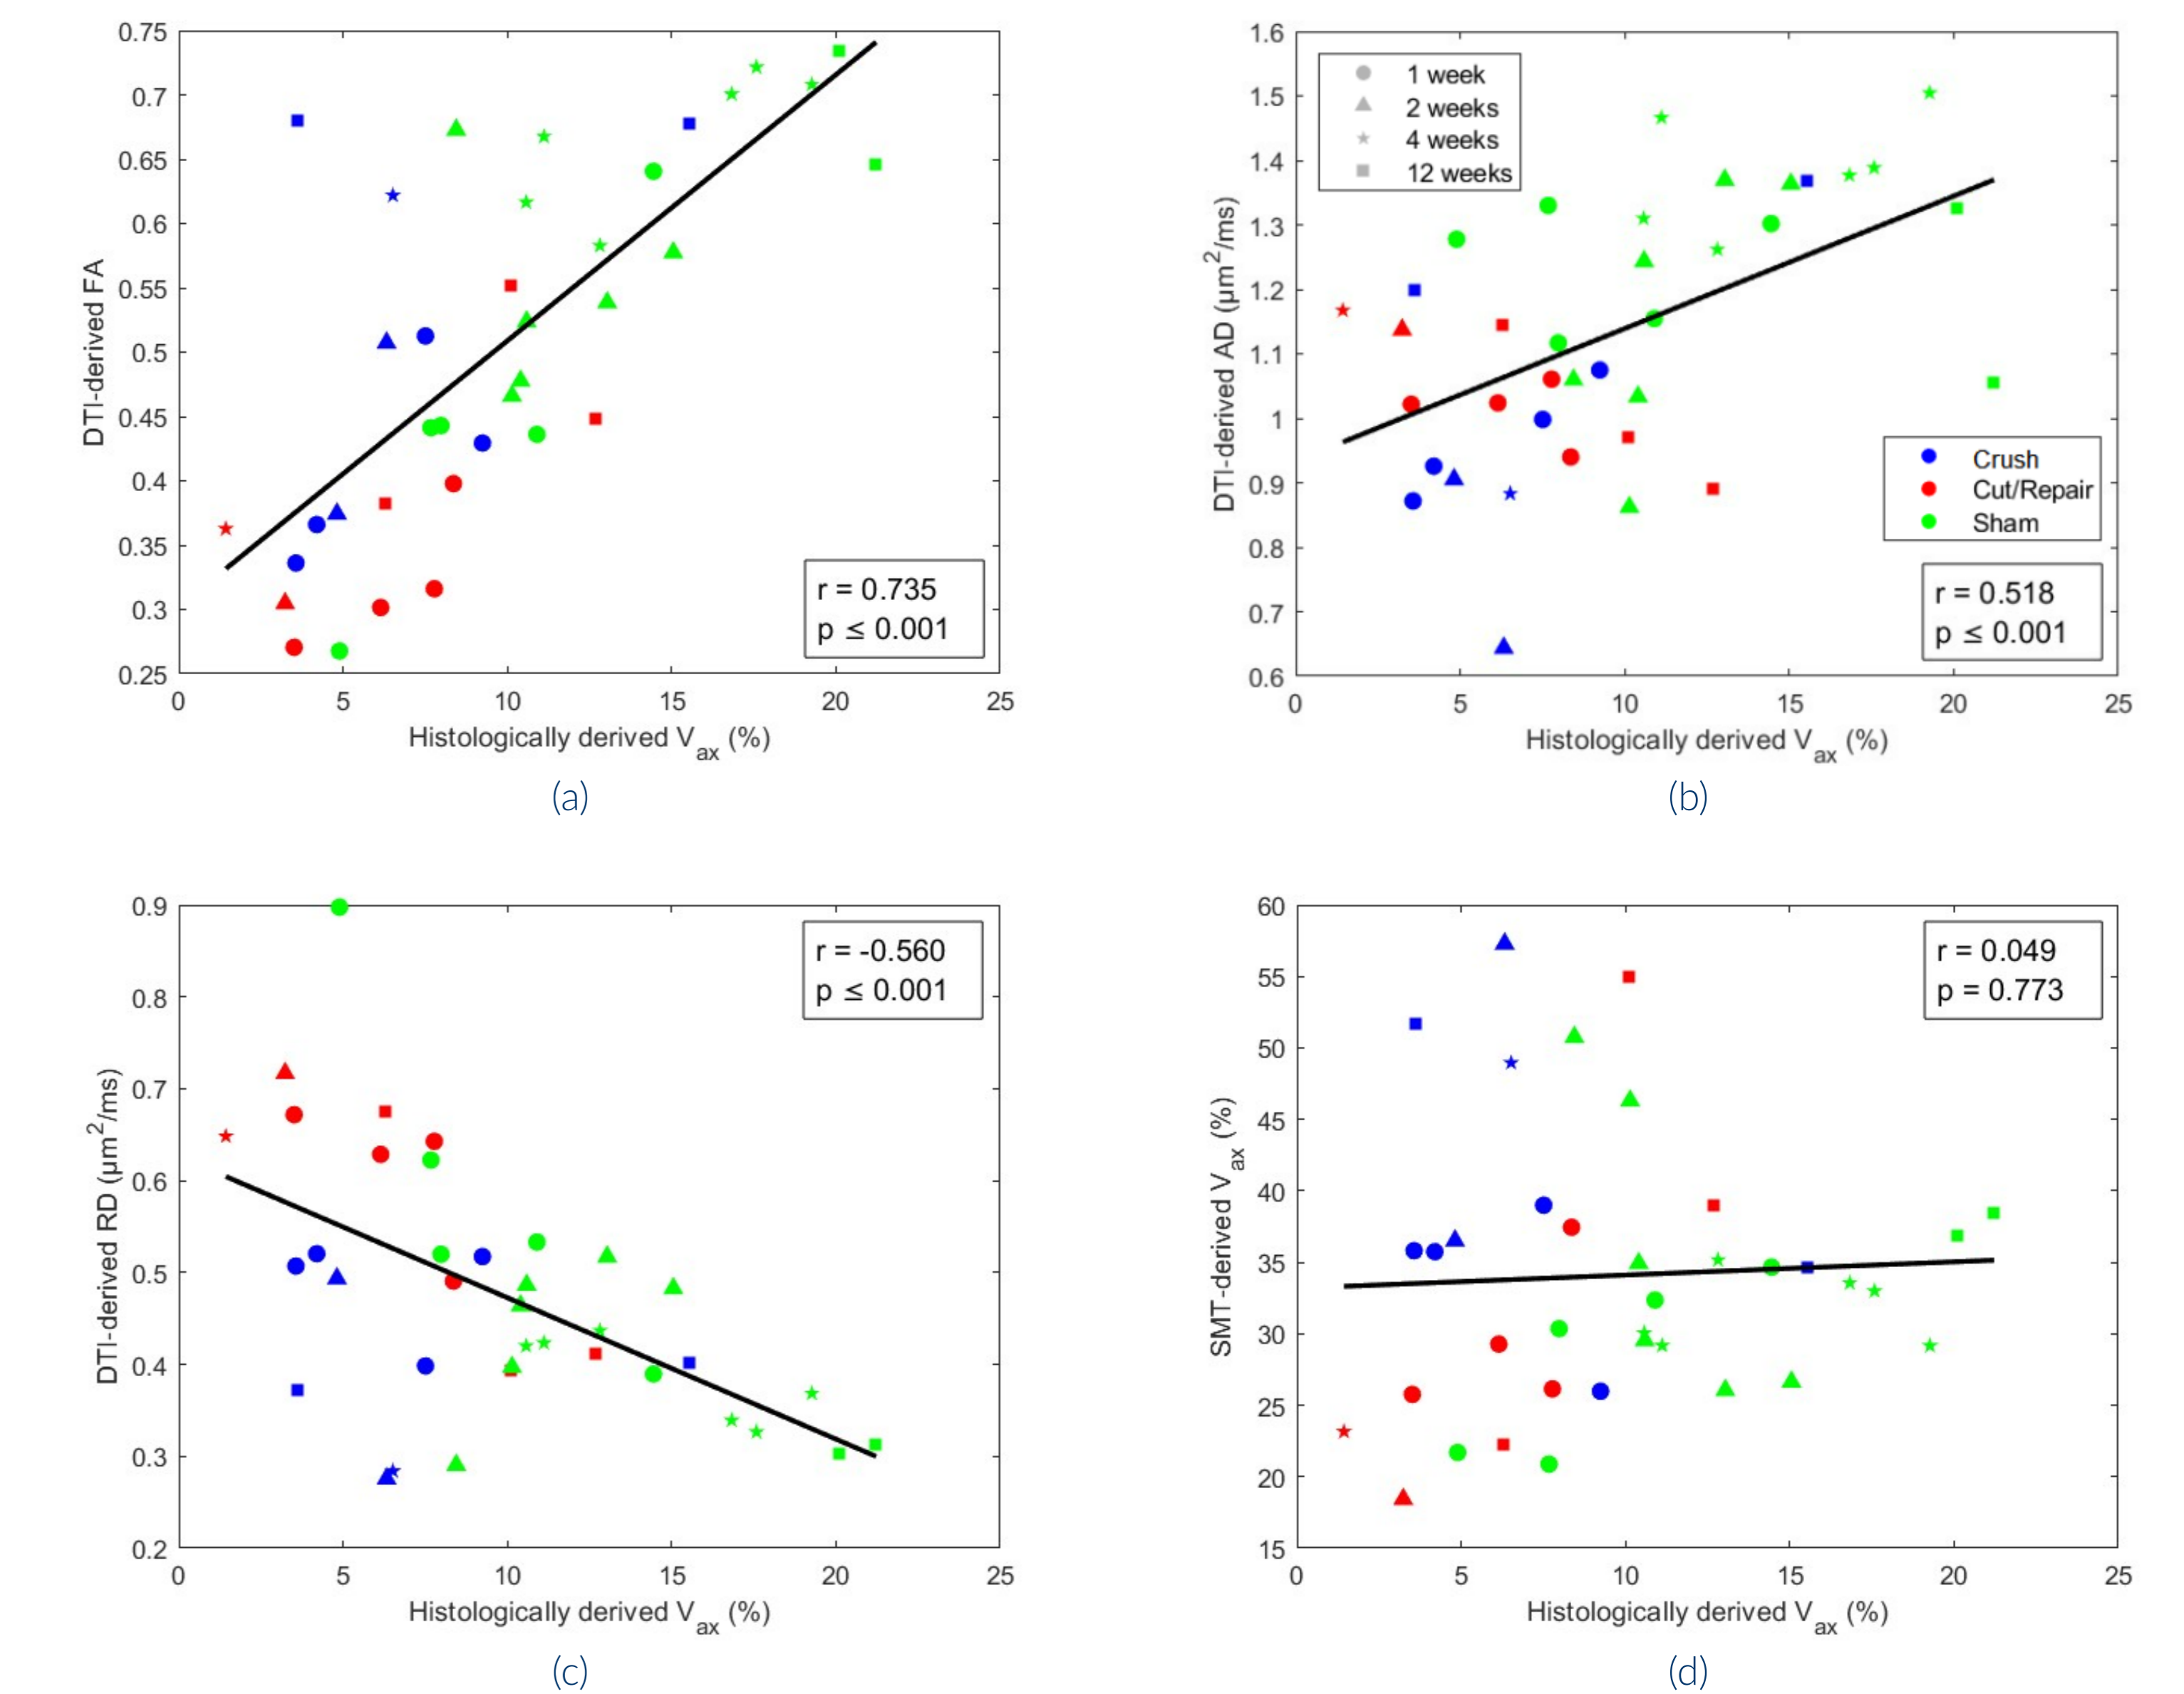 0.75
0.7
0.65
0.6
0.55
0.5
0.45
0.4
0.35
0.3
0.25
DTI-derived FA
r = 0.735
p ≤ 0.001
0 5 10 15 20 25
Histologically derived Vax (%)
(a)
1.6
1.5
1.4
1.3
1.2
1.1
1
0.9
0.8
0.7
0.6
DTI-derived AD (µm²/ms)
1 week
2 weeks
4 weeks
12 weeks
Crush
Cut/Repair
Sham
r = 0.518
p ≤ 0.001
0 5 10 15 20 25
Histologically derived Vax (%)
(b)
0.9
0.8
0.7
0.6
0.5
0.4
0.3
0.2
DTI-derived RD (µm²/ms)
r = -0.560
p ≤ 0.001
0 5 10 15 20 25
Histologically derived Vax (%)
(c)
60
55
50
45
40
35
30
25
20
15
SMT-derived Vax (%)
r = 0.049
p = 0.773
0 5 10 15 20 25
Histologically derived Vax (%)
(d)